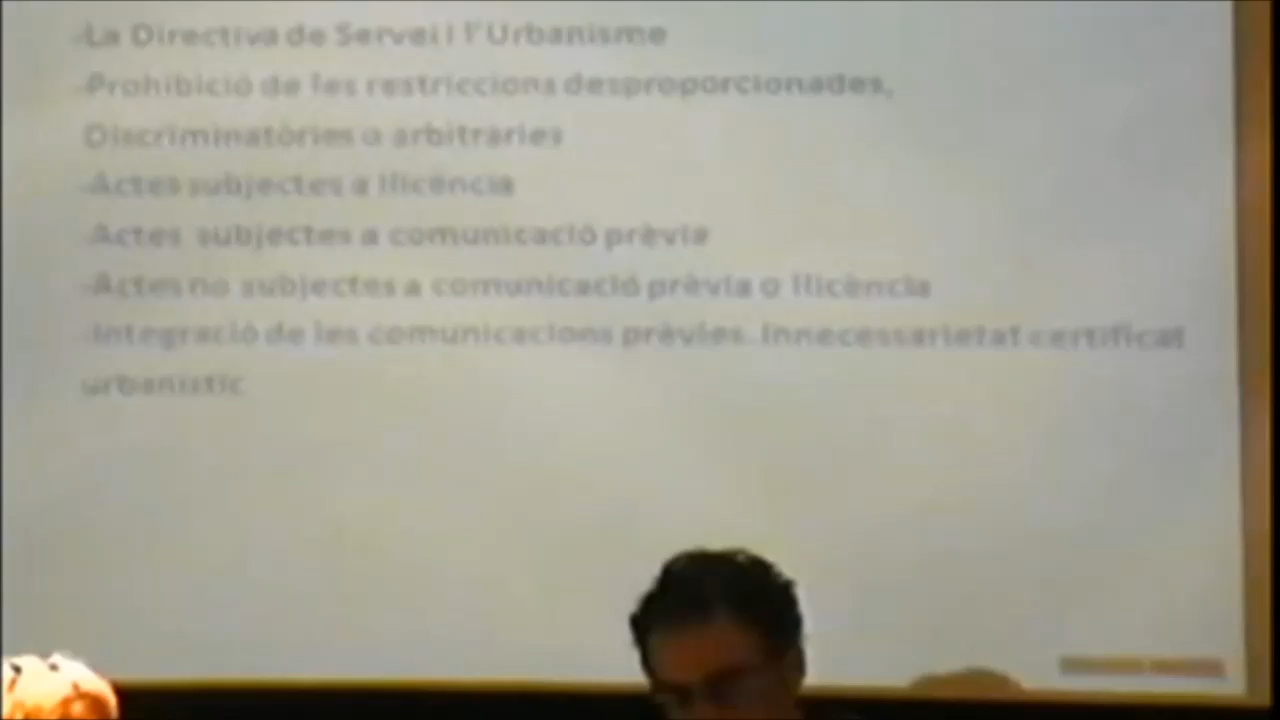 -La Directiva de Servei i l'Urbanisme
-Prohibició de les restriccions desproporcionades,
Discriminatòries o arbitraries
-Actes subjectes a llicència
-Actes subjectes a comunicació prèvia
-Actes no subjectes a comunicació prèvia o llicència
-Integració de les comunicacions prèvies. Innecessarietat certificat
urbanístic